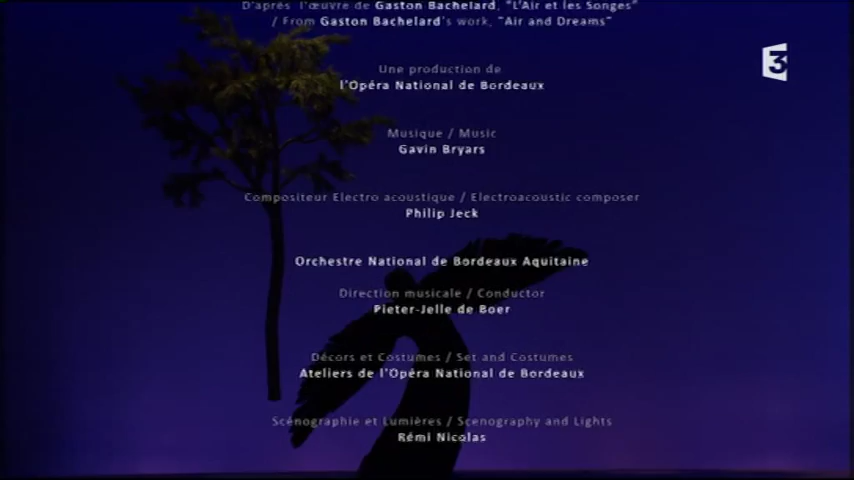 D'après l'œuvre de Gaston Bachelard, "L'Air et les Songes"
/ From Gaston Bachelard's work, "Air and Dreams"
Une production de
l'Opéra National de Bordeaux
Musique / Music
Gavin Bryars
Compositeur Electro acoustique / Electroacoustic composer
Philip Jeck
Orchestre National de Bordeaux Aquitaine
Direction musicale / Conductor
Pieter-Jelle de Boer
Décors et Costumes / Set and Costumes
Ateliers de l'Opéra National de Bordeaux
Scénographie et Lumières / Scenography and Lights
Rémi Nicolas
3